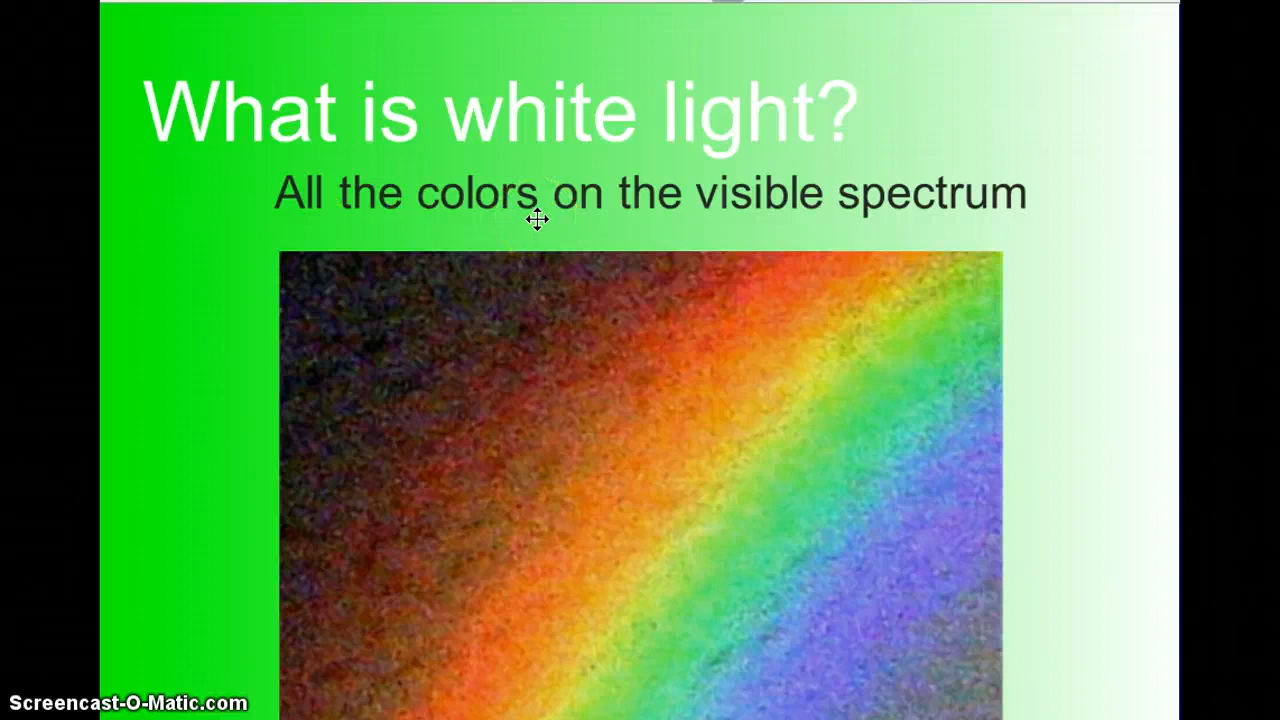 What is white light?
All the colors on the visible spectrum
Screencast-O-Matic.com